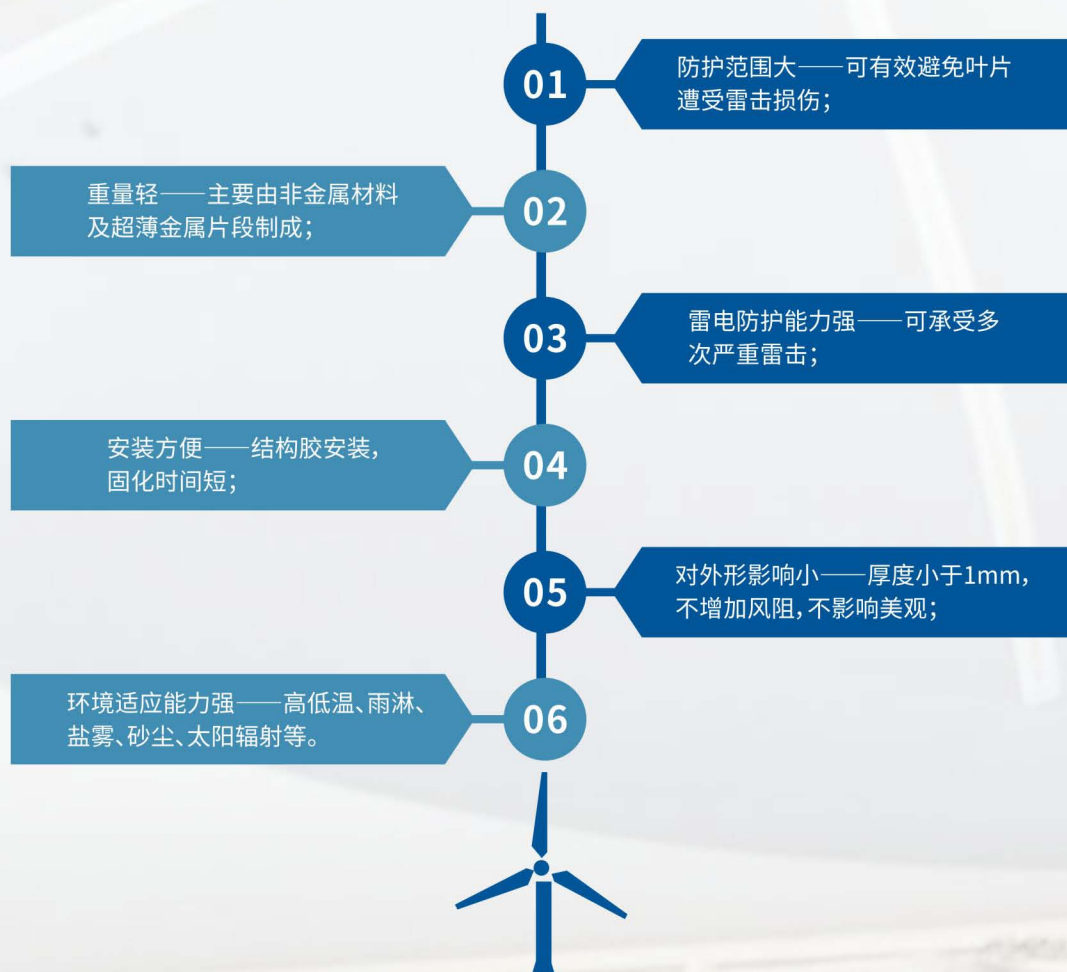 01
防护范围大——可有效避免叶片
遭受雷击损伤；
重量轻——主要由非金属材料
及超薄金属片段制成；
02
03
雷电防护能力强——可承受多
次严重雷击；
安装方便——结构胶安装，
固化时间短；
04
05
对外形影响小——厚度小于1mm，
不增加风阻，不影响美观；
环境适应能力强——高低温、雨淋、
盐雾、砂尘、太阳辐射等。
06